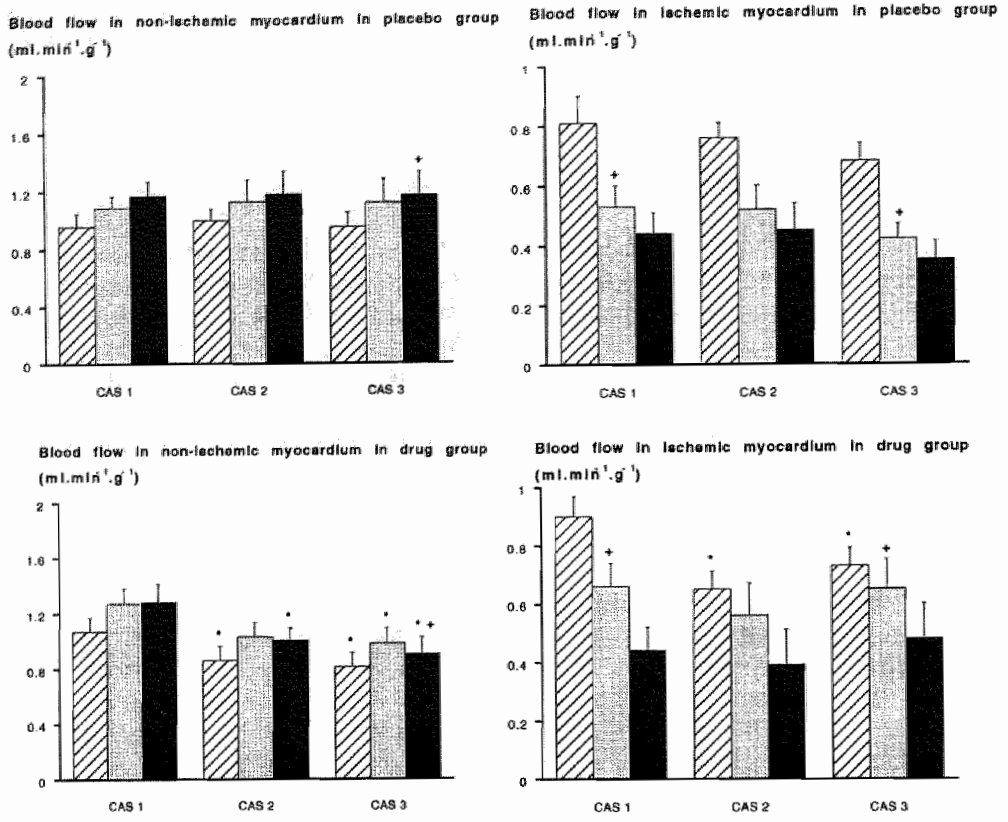 Blood flow in non-ischemic myocardium in placebo group
(ml.min⁻¹.g⁻¹)
2
1.6
1.2
0.8
0.4
0
+
CAS 1 CAS 2 CAS 3
Blood flow in ischemic myocardium in placebo group
(ml.min⁻¹.g⁻¹)
1
0.8
0.6
0.4
0.2
0
+ +
CAS 1 CAS 2 CAS 3
Blood flow in non-ischemic myocardium in drug group
(ml.min⁻¹.g⁻¹)
2
1.6
1.2
0.8
0.4
0
* * * * * +
CAS 1 CAS 2 CAS 3
Blood flow in ischemic myocardium in drug group
(ml.min⁻¹.g⁻¹)
1
0.8
0.6
0.4
0.2
0
+ * * +
CAS 1 CAS 2 CAS 3